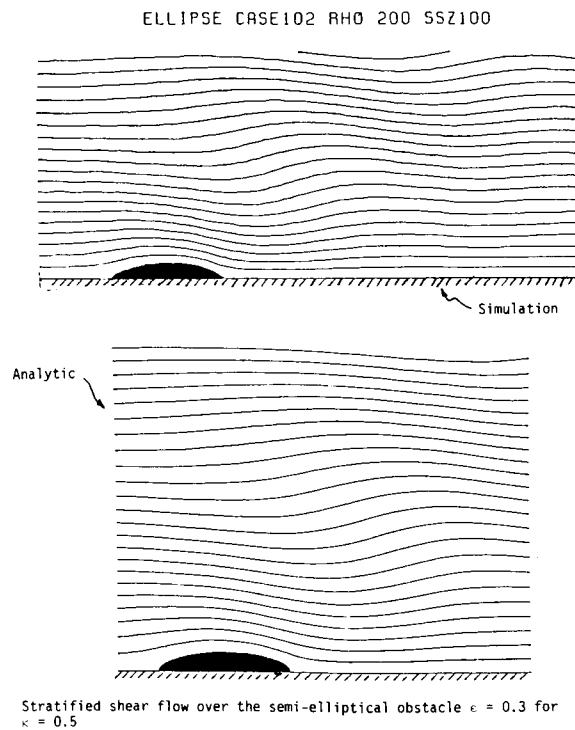 ELLIPSE CASE102 RHO 200 SSZ100
Simulation
Analytic
Stratified shear flow over the semi-elliptical obstacle ε = 0.3 for
κ = 0.5